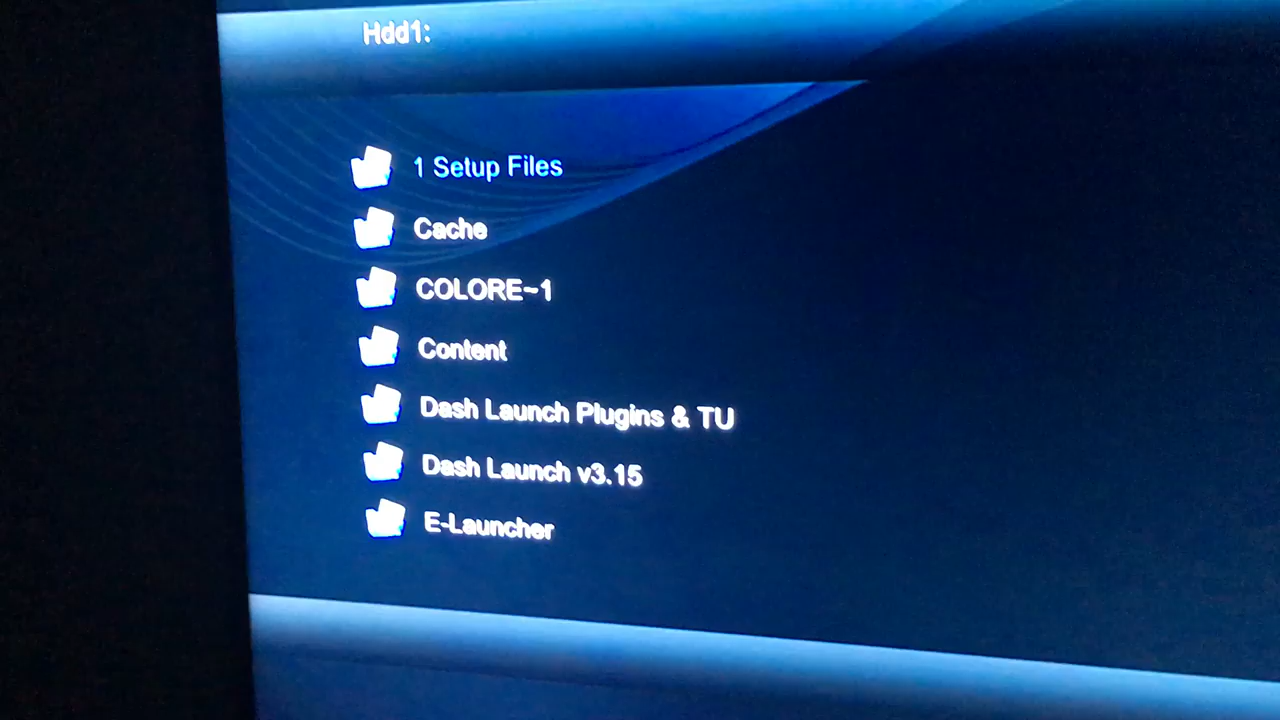 Hdd1:
1 Setup Files
Cache
COLORE~1
Content
Dash Launch Plugins & TU
Dash Launch v3.15
E-Launcher